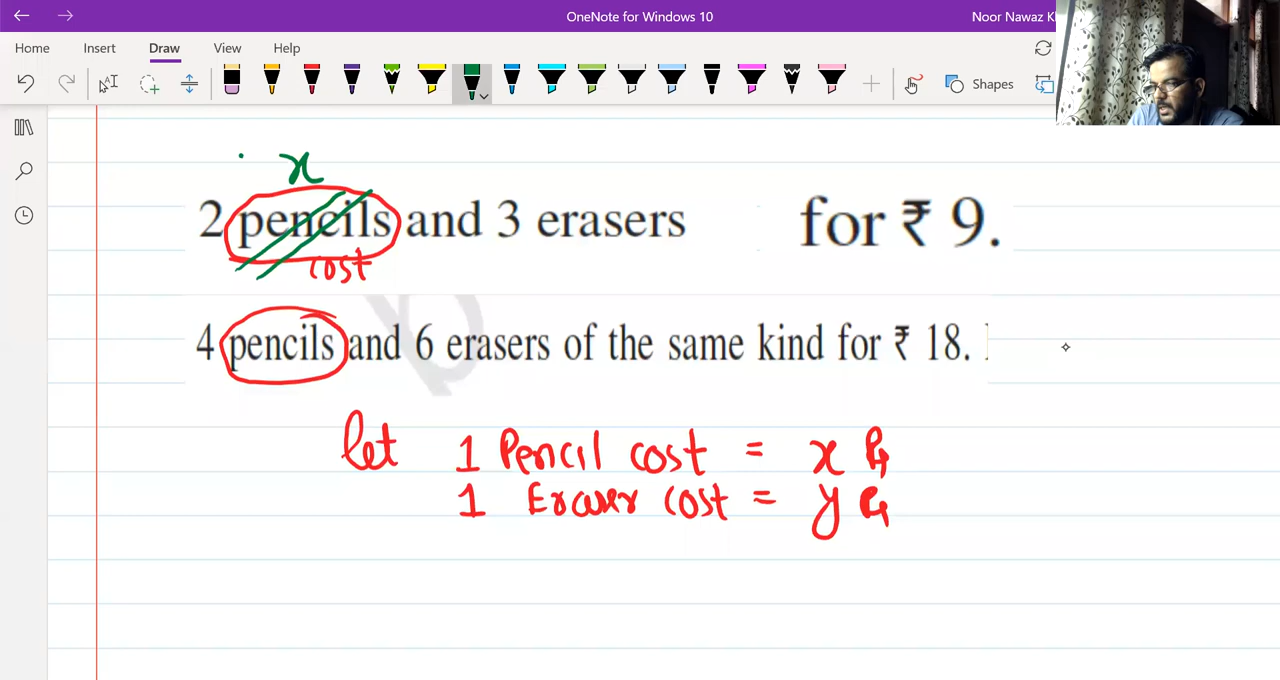 OneNote for Windows 10
Noor Nawaz K
Home Insert Draw View Help
Shapes
x
2 pencils and 3 erasers for ₹ 9.
cost
4 pencils and 6 erasers of the same kind for ₹ 18.
let 1 Pencil cost = x ₨
1 Eraser cost = y ₨